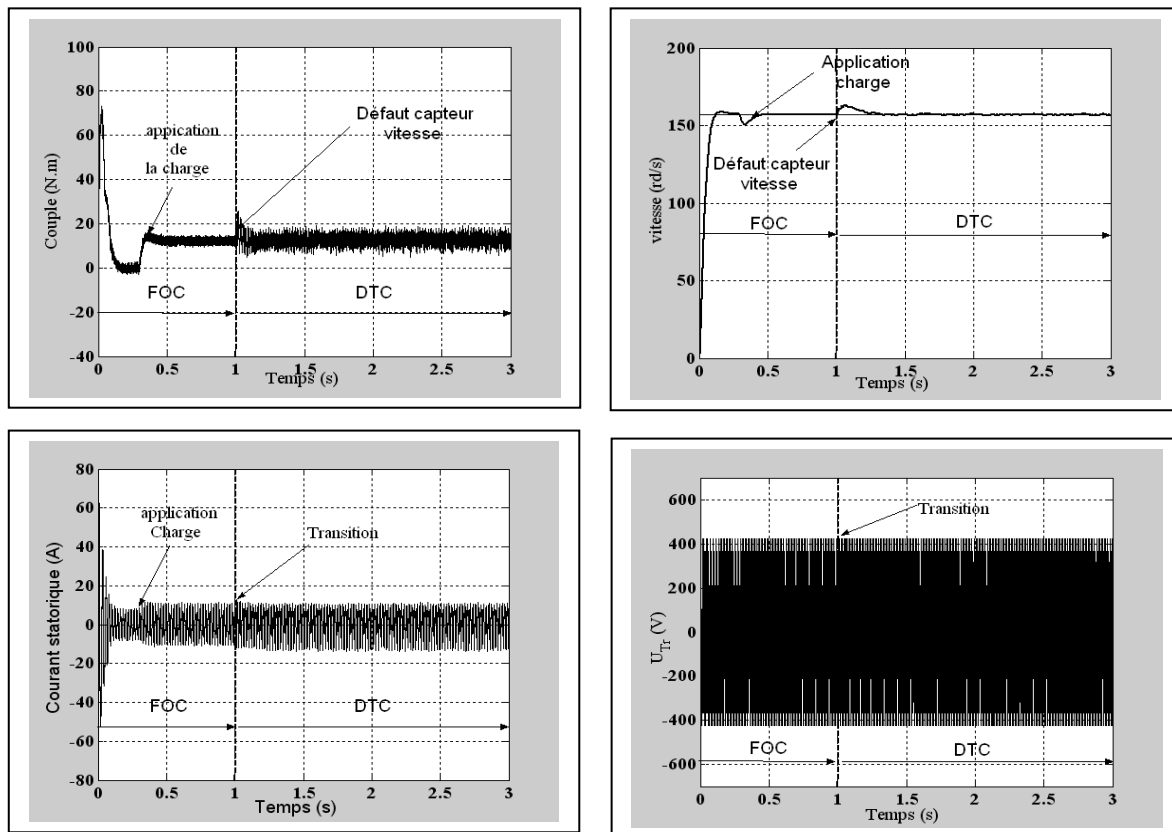 100
80
60
40
20
0
-20
-40
Couple (N.m)
appication
de
la charge
Défaut capteur
vitesse
FOC
DTC
0
0.5
1
1.5
2
2.5
3
Temps (s)
200
150
100
50
0
vitesse (rd/s)
Application
charge
Défaut capteur
vitesse
FOC
DTC
0
0.5
1
1.5
2
2.5
3
Temps (s)
80
60
40
20
0
-20
-40
-60
-80
Courant statorique (A)
application
Charge
Transition
FOC
DTC
0
0.5
1
1.5
2
2.5
3
Temps (s)
600
400
200
0
-200
-400
-600
U_Tr (V)
Transition
FOC
DTC
0
0.5
1
1.5
2
2.5
3
Temps (s)